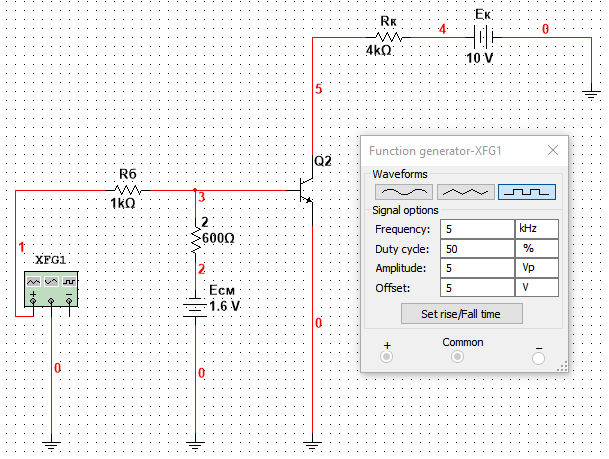 Rк
4kΩ
4
Eк
10 V
0
5
Q2
R6
1kΩ
3
2
600Ω
2
Eсм
1.6 V
1
XFG1
+
−
0
0
0
Function generator-XFG1
Waveforms
Signal options
Frequency: 5 kHz
Duty cycle: 50 %
Amplitude: 5 Vp
Offset: 5 V
Set rise/Fall time
+ Common −